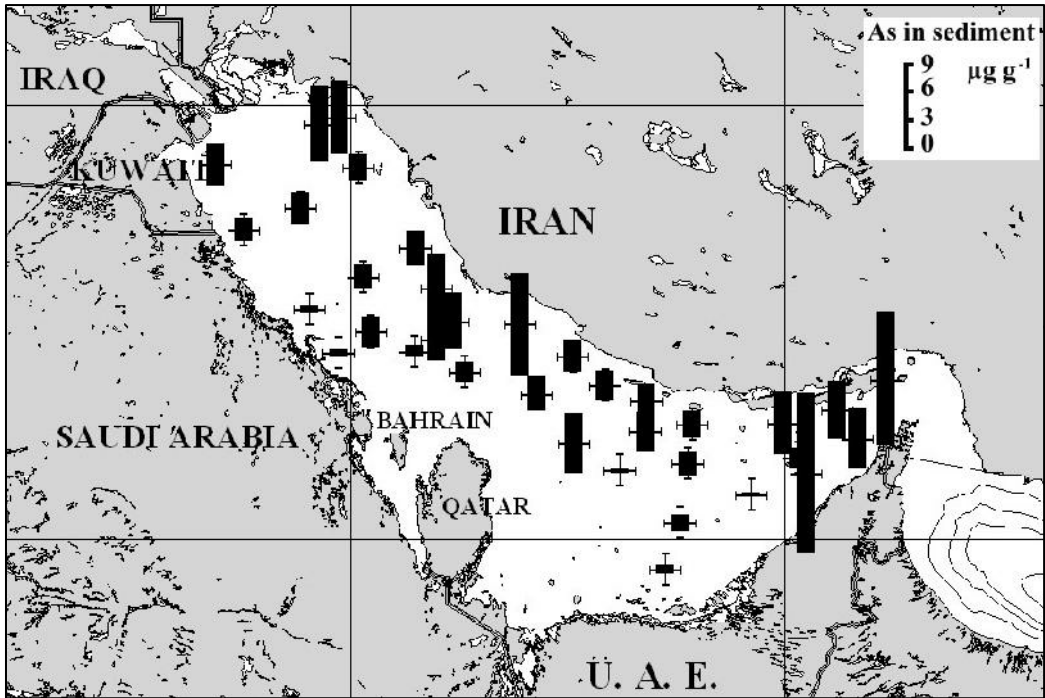 As in sediment
9 µg g⁻¹
6
3
0
IRAQ
KUWAIT
IRAN
SAUDI ARABIA
BAHRAIN
QATAR
U. A. E.